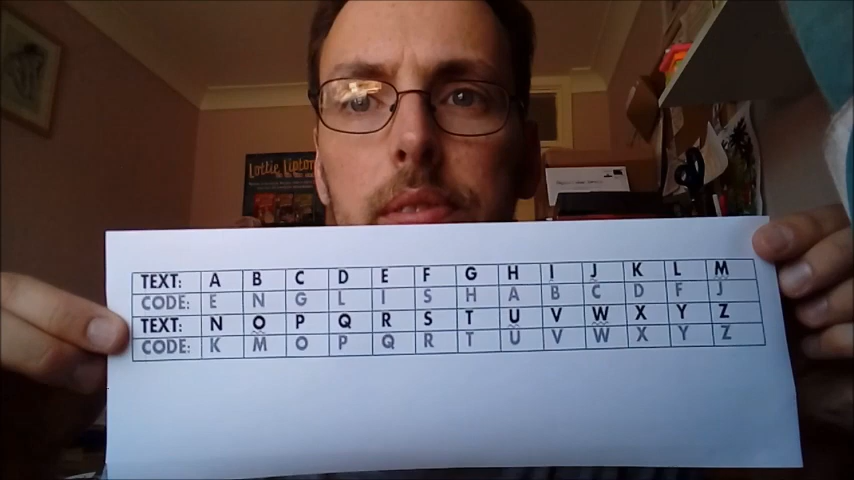 Lottie Lipton
TEXT: A B C D E F G H I J K L M
CODE: E N G L I S H A B C D F J
TEXT: N O P Q R S T U V W X Y Z
CODE: K M O P Q R T U V W X Y Z